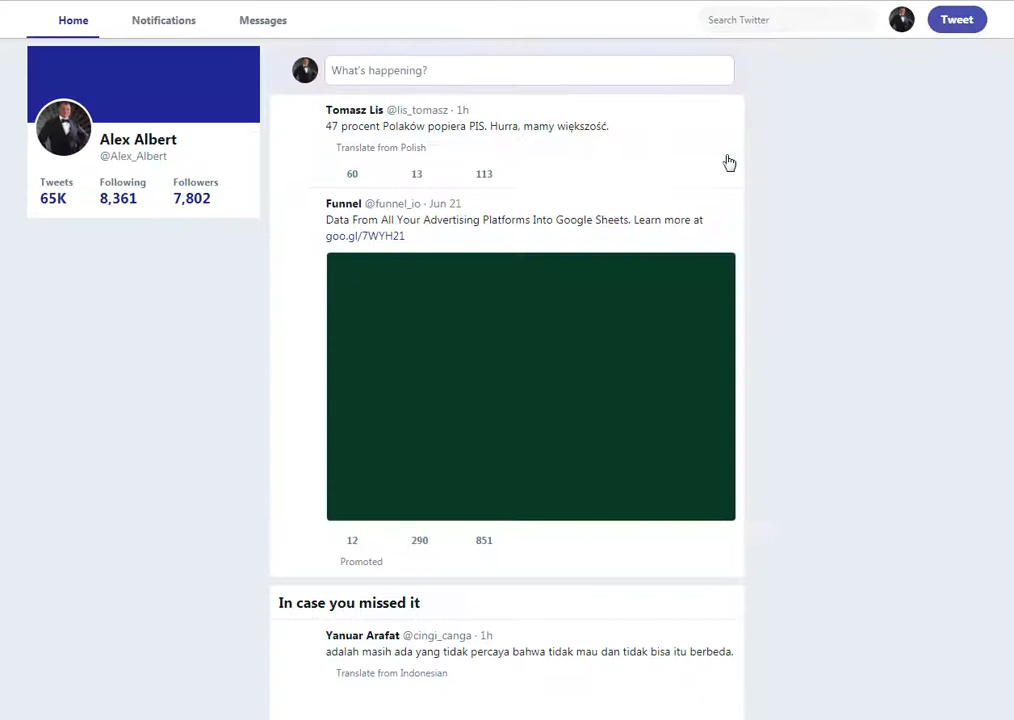 Home Notifications Messages Search Twitter Tweet
What's happening?
Alex Albert
@Alex_Albert
Tweets Following Followers
65K 8,361 7,802
Tomasz Lis @lis_tomasz · 1h
47 procent Polaków popiera PIS. Hurra, mamy większość.
Translate from Polish
60 13 113
Funnel @funnel_io · Jun 21
Data From All Your Advertising Platforms Into Google Sheets. Learn more at
goo.gl/7WYH21
12 290 851
Promoted
In case you missed it
Yanuar Arafat @cingi_canga · 1h
adalah masih ada yang tidak percaya bahwa tidak mau dan tidak bisa itu berbeda.
Translate from Indonesian